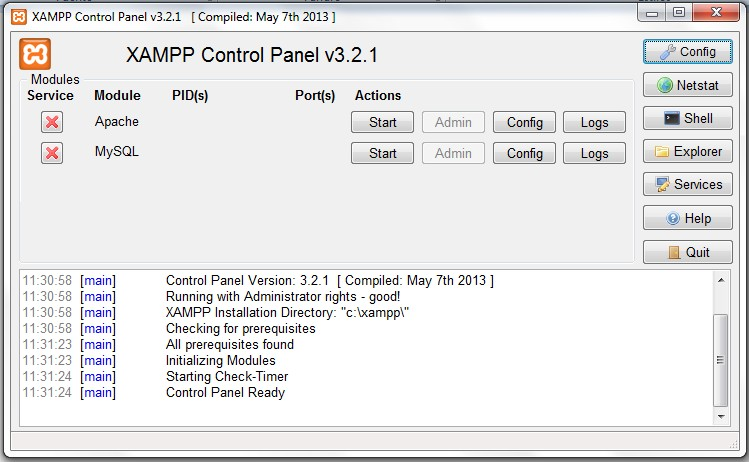 XAMPP Control Panel v3.2.1 [ Compiled: May 7th 2013 ]
XAMPP Control Panel v3.2.1
Config
Modules
Service Module PID(s) Port(s) Actions
Netstat
Apache Start Admin Config Logs
Shell
MySQL Start Admin Config Logs
Explorer
Services
Help
Quit
11:30:58 [main] Control Panel Version: 3.2.1 [ Compiled: May 7th 2013 ]
11:30:58 [main] Running with Administrator rights - good!
11:30:58 [main] XAMPP Installation Directory: "c:\xampp\"
11:30:58 [main] Checking for prerequisites
11:31:23 [main] All prerequisites found
11:31:23 [main] Initializing Modules
11:31:24 [main] Starting Check-Timer
11:31:24 [main] Control Panel Ready